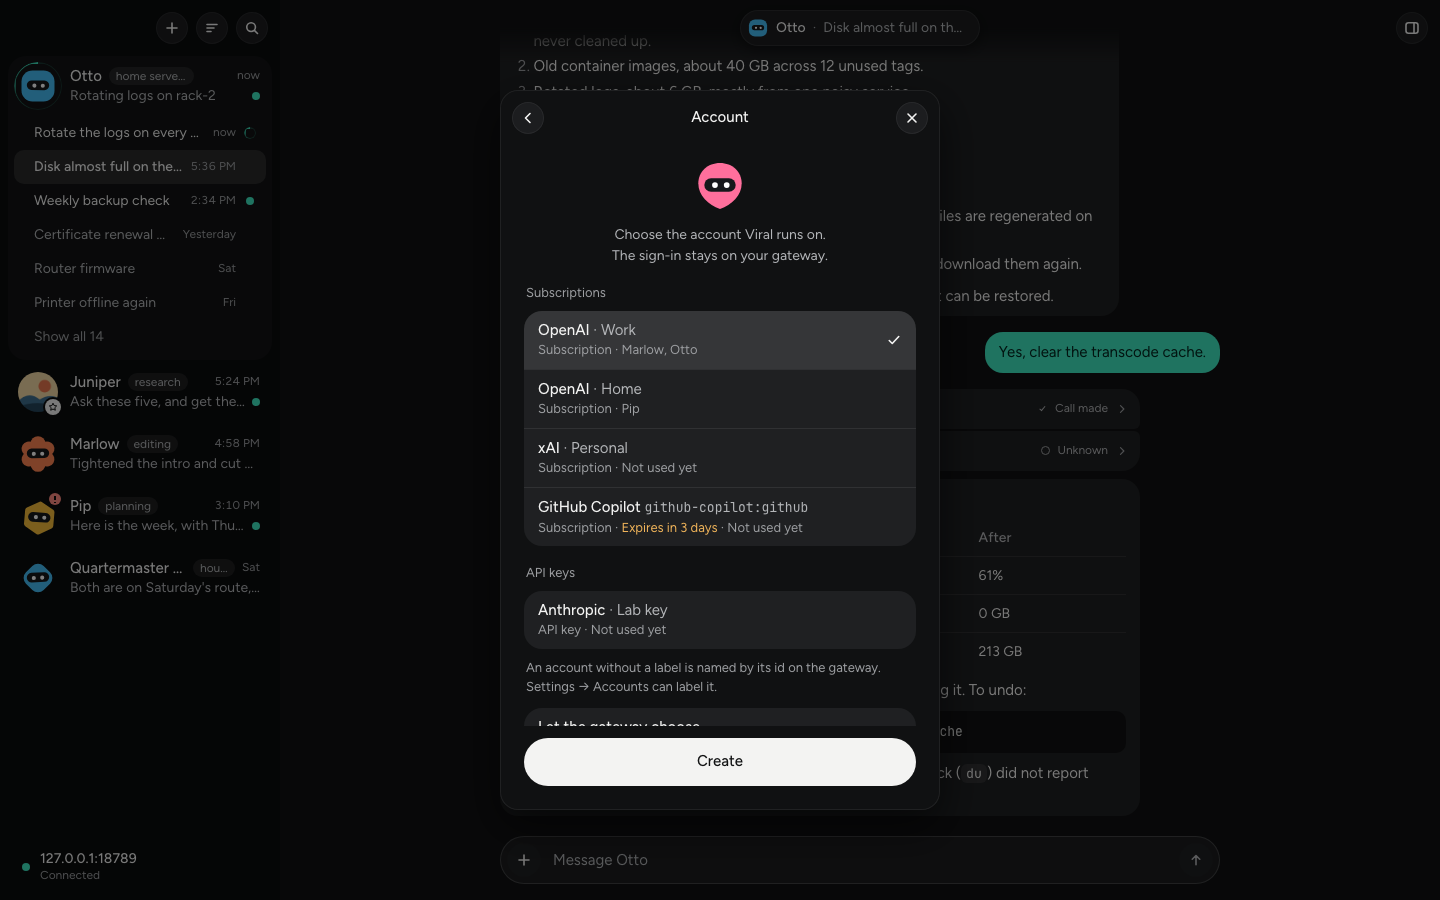 Otto home serve... now
Rotating logs on rack-2
Rotate the logs on every ... now
Disk almost full on the... 5:36 PM
Weekly backup check 2:34 PM
Certificate renewal ... Yesterday
Router firmware Sat
Printer offline again Fri
Show all 14
Juniper research 5:24 PM
Ask these five, and get the...
Marlow editing 4:58 PM
Tightened the intro and cut ...
Pip planning 3:10 PM
Here is the week, with Thu...
Quartermaster ... hou... Sat
Both are on Saturday's route,...
127.0.0.1:18789
Connected
Otto · Disk almost full on th...
never cleaned up.
2. Old container images, about 40 GB across 12 unused tags.
Account
Choose the account Viral runs on.
The sign-in stays on your gateway.
Subscriptions
OpenAI · Work
Subscription · Marlow, Otto
OpenAI · Home
Subscription · Pip
xAI · Personal
Subscription · Not used yet
GitHub Copilot github-copilot:github
Subscription · Expires in 3 days · Not used yet
API keys
Anthropic · Lab key
API key · Not used yet
An account without a label is named by its id on the gateway.
Settings → Accounts can label it.
Let the gateway choose
Create
iles are regenerated on
download them again.
can be restored.
Yes, clear the transcode cache.
Call made
Unknown
After
61%
0 GB
213 GB
g it. To undo:
che
ck (du) did not report
Message Otto